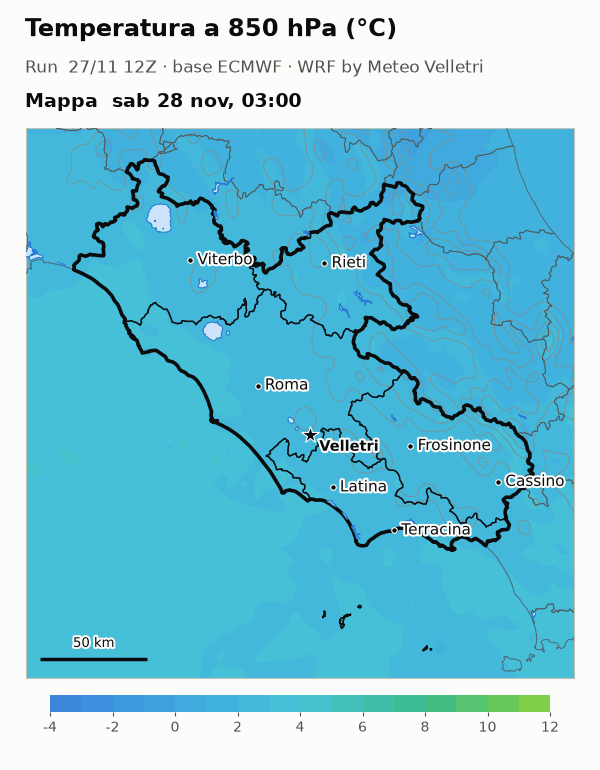 Temperatura a 850 hPa (°C)
Run  27/11 12Z · base ECMWF · WRF by Meteo Velletri
Mappa  sab 28 nov, 03:00
Viterbo
Rieti
Roma
Velletri
Frosinone
Cassino
Latina
Terracina
50 km
-4 -2 0 2 4 6 8 10 12